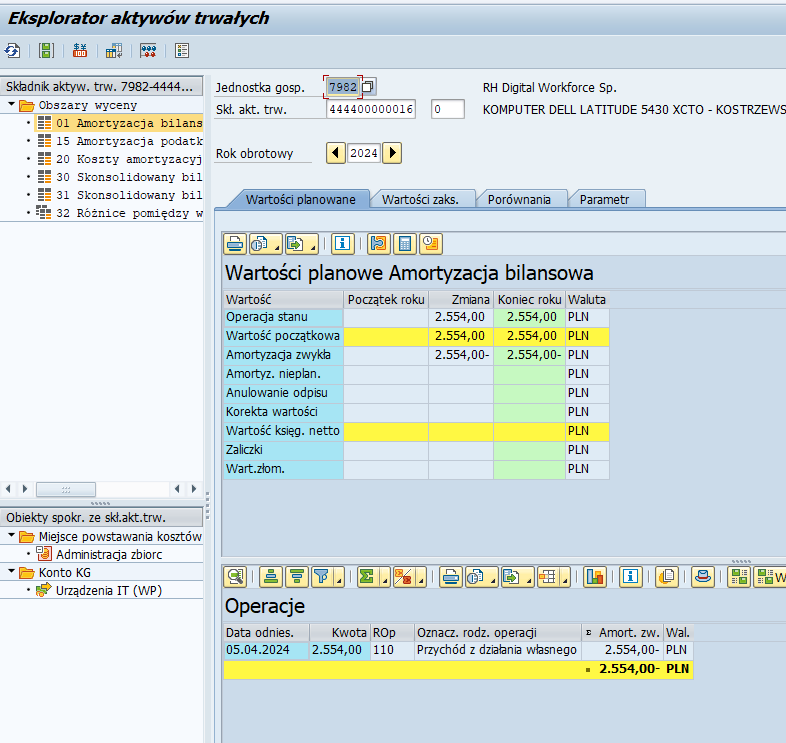 Eksplorator aktywów trwałych
Składnik aktyw. trw. 7982-4444...
Obszary wyceny
01 Amortyzacja bilans
15 Amortyzacja podatk
20 Koszty amortyzacyj
30 Skonsolidowany bil
31 Skonsolidowany bil
32 Różnice pomiędzy w
Obiekty spokr. ze skł.akt.trw.
Miejsce powstawania kosztów
Administracja zbiorc
Konto KG
Urządzenia IT (WP)
Jednostka gosp. 7982 RH Digital Workforce Sp.
Skł. akt. trw. 444400000016 0 KOMPUTER DELL LATITUDE 5430 XCTO - KOSTRZEWS
Rok obrotowy 2024
Wartości planowane Wartości zaks. Porównania Parametr
Wartości planowe Amortyzacja bilansowa
Wartość Początek roku Zmiana Koniec roku Waluta
Operacja stanu 2.554,00 2.554,00 PLN
Wartość początkowa 2.554,00 2.554,00 PLN
Amortyzacja zwykła 2.554,00- 2.554,00- PLN
Amortyz. nieplan. PLN
Anulowanie odpisu PLN
Korekta wartości PLN
Wartość księg. netto PLN
Zaliczki PLN
Wart.złom. PLN
W
Operacje
Data odnies. Kwota ROp Oznacz. rodz. operacji Σ Amort. zw. Wal.
05.04.2024 2.554,00 110 Przychód z działania własnego 2.554,00- PLN
2.554,00- PLN